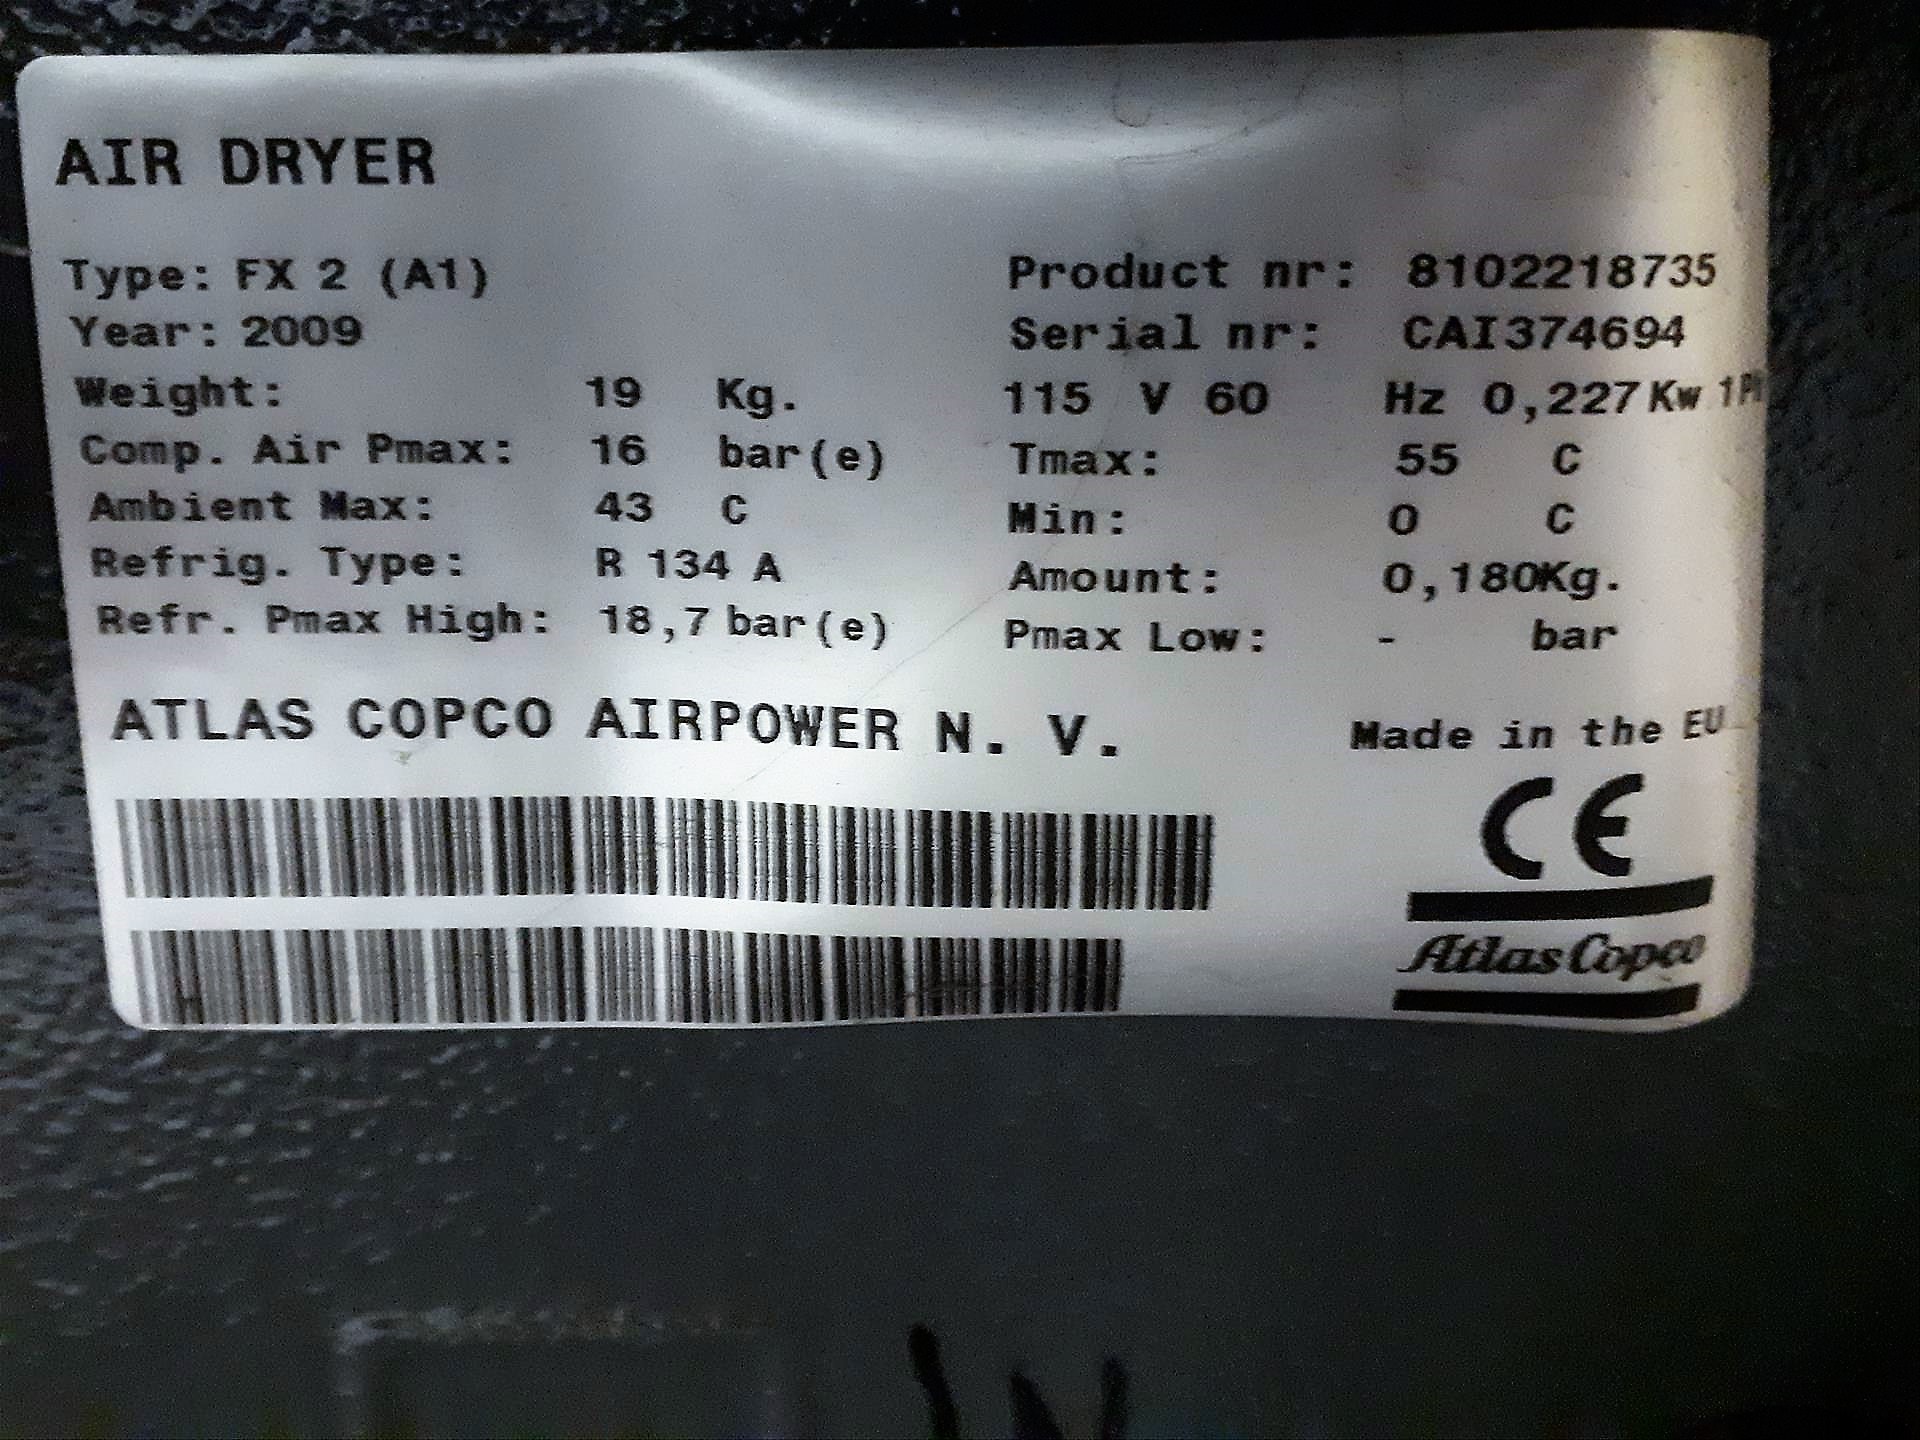 AIR DRYER
Type: FX 2 (A1) Product nr: 8102218735
Year: 2009 Serial nr: CAI374694
Weight: 19 Kg. 115 V 60 Hz 0,227Kw 1Ph
Comp. Air Pmax: 16 bar(e) Tmax: 55 C
Ambient Max: 43 C Min: 0 C
Refrig. Type: R 134 A Amount: 0,180Kg.
Refr. Pmax High: 18,7 bar(e) Pmax Low: - bar
ATLAS COPCO AIRPOWER N. V. Made in the EU
CE
Atlas Copco